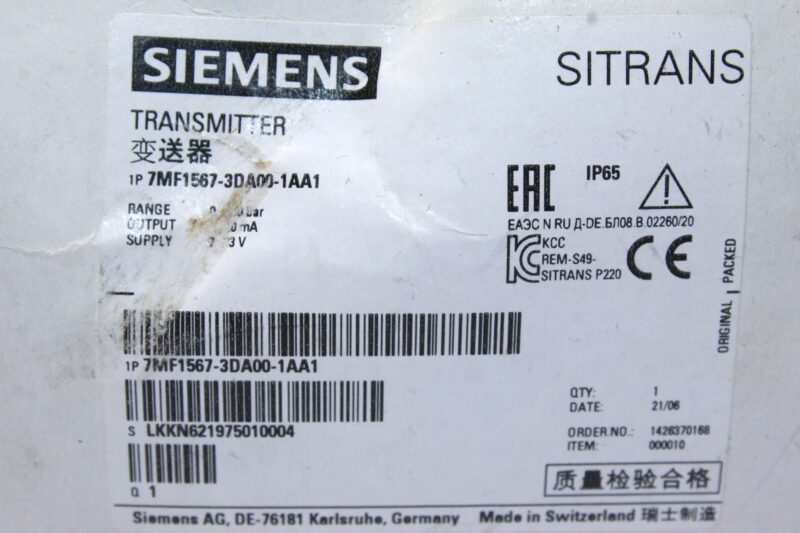 SIEMENS
SITRANS
TRANSMITTER
变送器
1P 7MF1567-3DA00-1AA1
RANGE bar
OUTPUT mA
SUPPLY V
EAC IP65
ЕАЭС N RU Д-DE.БЛ08.В.02260/20
KCC
REM-S49-
SITRANS P220
CE
ORIGINAL PACKED
1P 7MF1567-3DA00-1AA1
S LKKN621975010004
Q 1
QTY: 1
DATE: 21/06
ORDER NO.: 1426370168
ITEM: 000010
质量检验合格
Siemens AG, DE-76181 Karlsruhe, Germany Made in Switzerland 瑞士制造